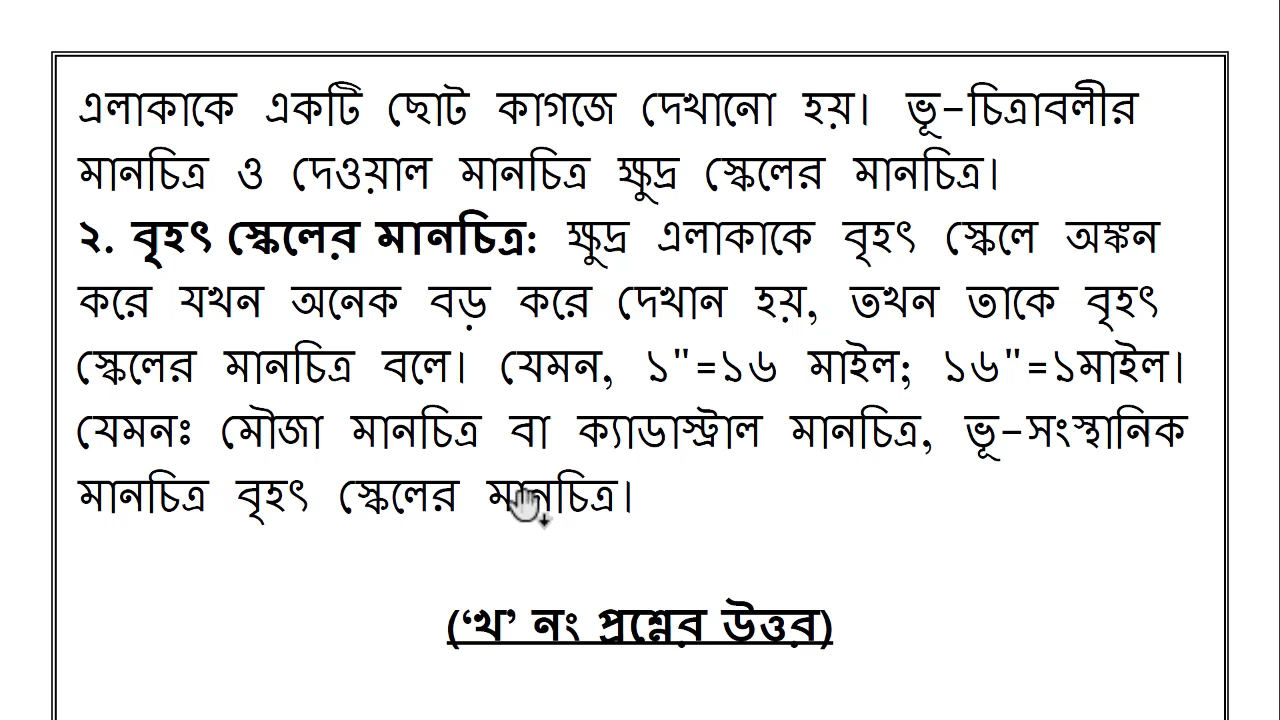 এলাকাকে একটি ছোট কাগজে দেখানো হয়। ভূ-চিত্রাবলীর
মানচিত্র ও দেওয়াল মানচিত্র ক্ষুদ্র স্কেলের মানচিত্র।
২. বৃহৎ স্কেলের মানচিত্র: ক্ষুদ্র এলাকাকে বৃহৎ স্কেলে অঙ্কন
করে যখন অনেক বড় করে দেখান হয়, তখন তাকে বৃহৎ
স্কেলের মানচিত্র বলে। যেমন, ১"=১৬ মাইল; ১৬"=১মাইল।
যেমনঃ মৌজা মানচিত্র বা ক্যাডাস্ট্রাল মানচিত্র, ভূ-সংস্থানিক
মানচিত্র বৃহৎ স্কেলের মানচিত্র।
(‘খ’ নং প্রশ্নের উত্তর)